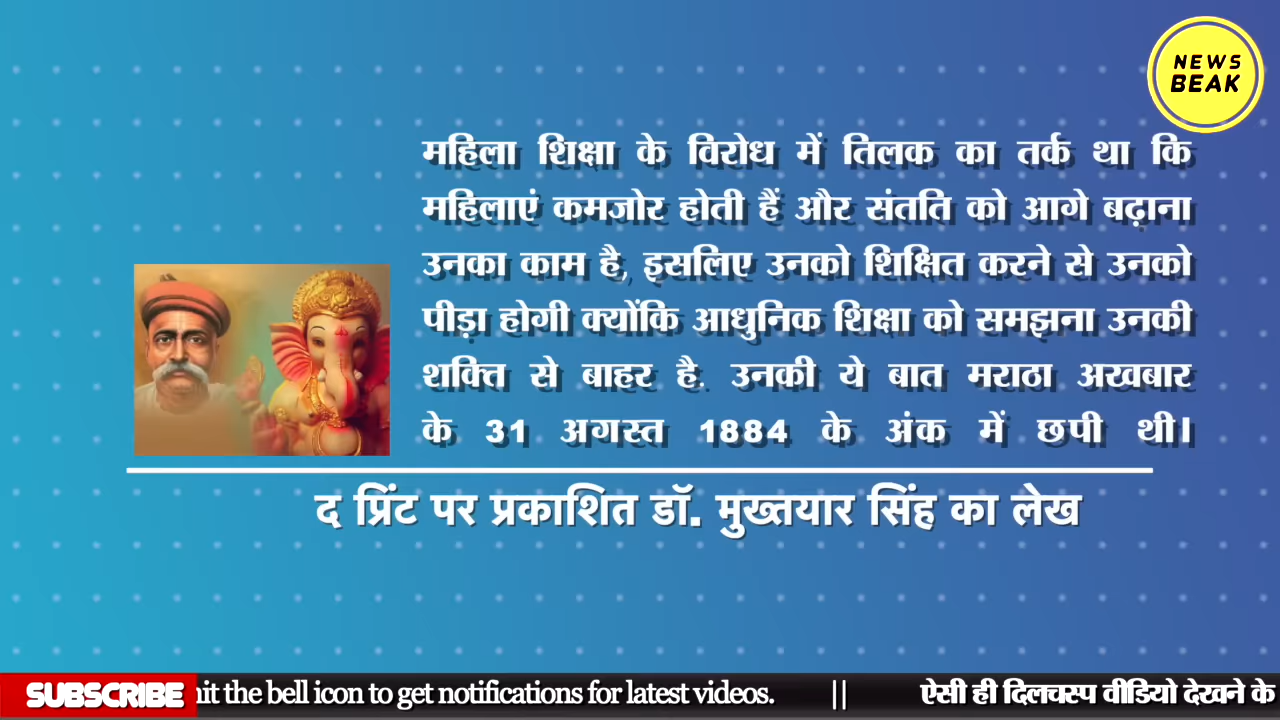 NEWS
BEAK
महिला शिक्षा के विरोध में तिलक का तर्क था कि
महिलाएं कमजोर होती हैं और संतति को आगे बढ़ाना
उनका काम है, इसलिए उनको शिक्षित करने से उनको
पीड़ा होगी क्योंकि आधुनिक शिक्षा को समझना उनकी
शक्ति से बाहर है. उनकी ये बात मराठा अखबार
के 31 अगस्त 1884 के अंक में छपी थी।
द प्रिंट पर प्रकाशित डॉ. मुख्तयार सिंह का लेख
SUBSCRIBE hit the bell icon to get notifications for latest videos. || ऐसी ही दिलचस्प वीडियो देखने के